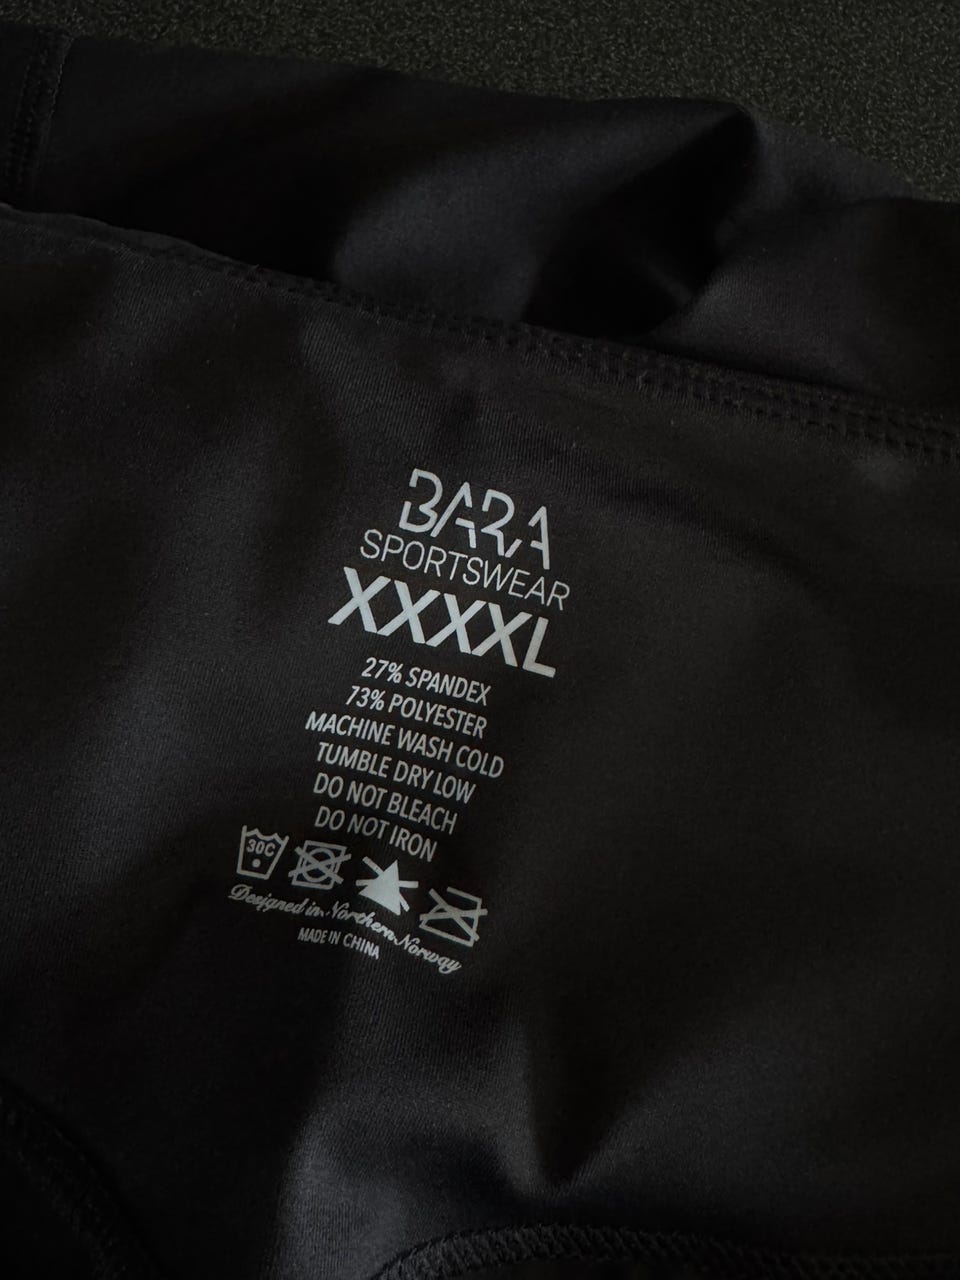 BARA
SPORTSWEAR
XXXXL
27% SPANDEX
73% POLYESTER
MACHINE WASH COLD
TUMBLE DRY LOW
DO NOT BLEACH
DO NOT IRON
30C
Designed in Northern Norway
MADE IN CHINA